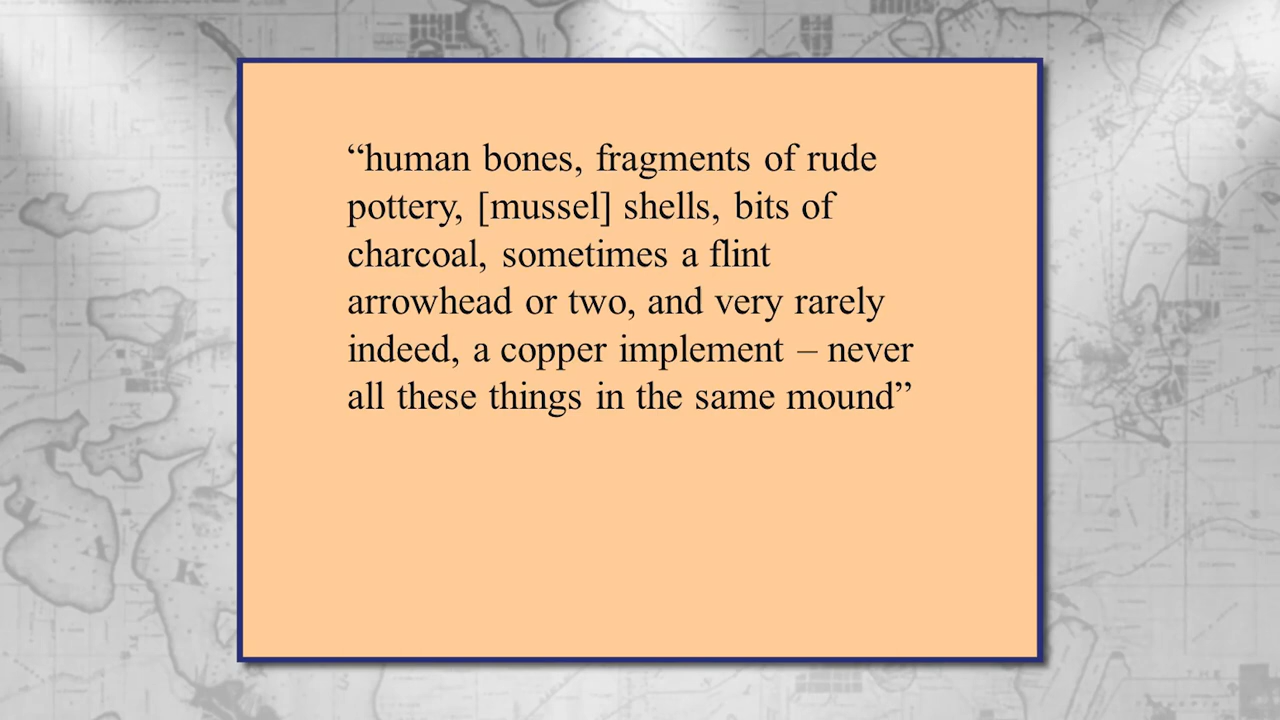 “human bones, fragments of rude
pottery, [mussel] shells, bits of
charcoal, sometimes a flint
arrowhead or two, and very rarely
indeed, a copper implement – never
all these things in the same mound”
K
THE